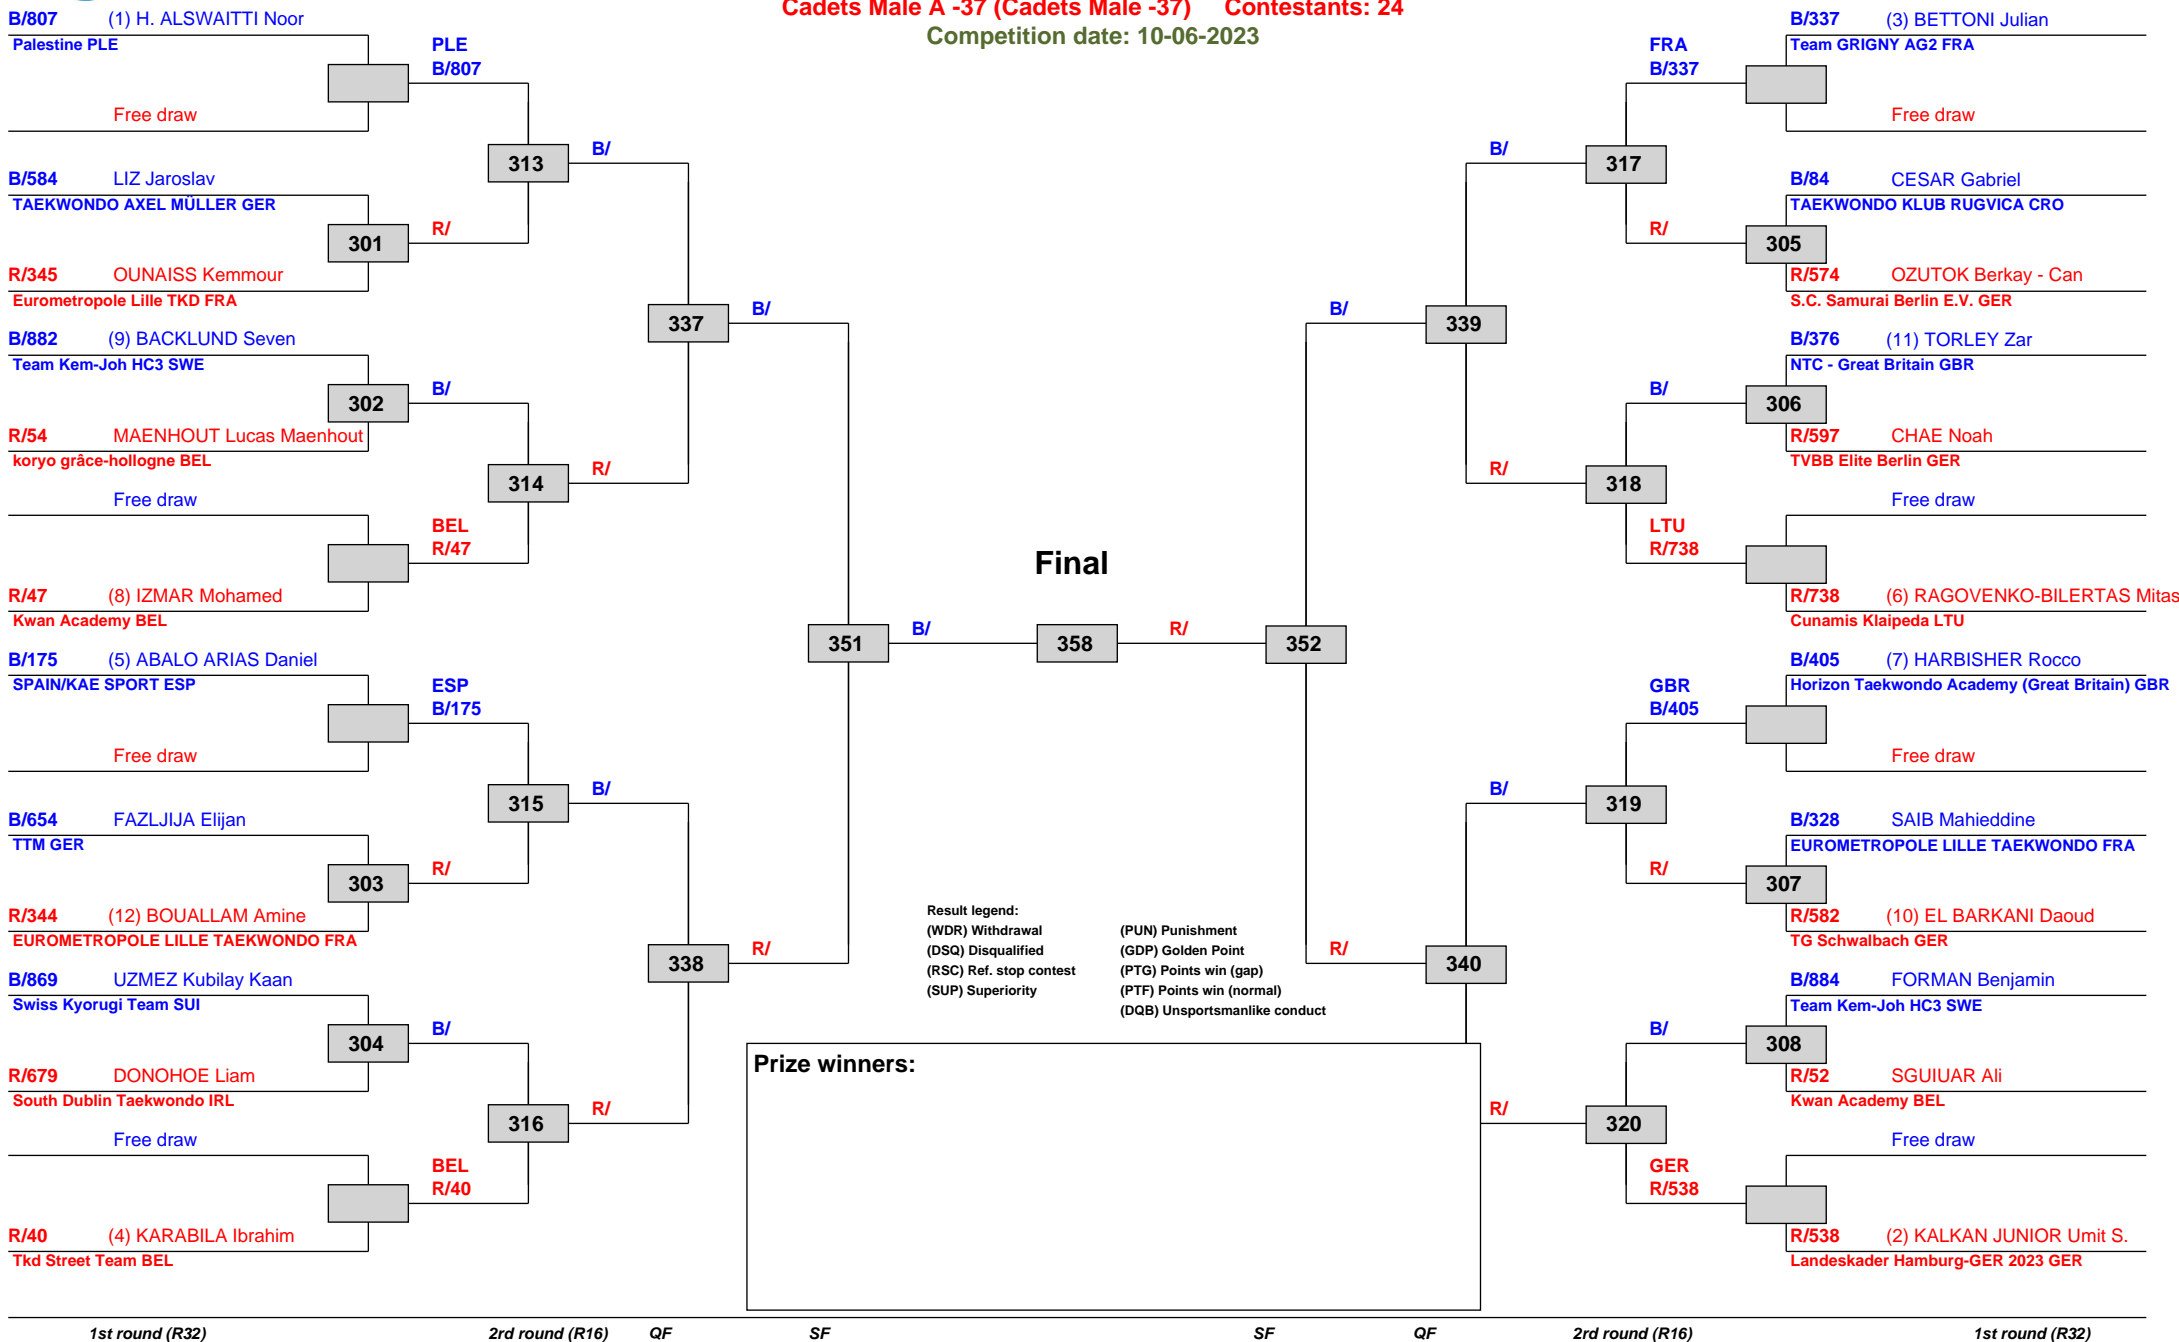 Cadets Male A -37 (Cadets Male -37) Contestants: 24
Competition date: 10-06-2023
B/807 (1) H. ALSWAITTI Noor
Palestine PLE
PLE
B/807
Free draw
313
B/
B/584 LIZ Jaroslav
TAEKWONDO AXEL MÜLLER GER
301
R/
R/345 OUNAISS Kemmour
Eurometropole Lille TKD FRA
337
B/
B/882 (9) BACKLUND Seven
Team Kem-Joh HC3 SWE
302
B/
R/54 MAENHOUT Lucas Maenhout
koryo grâce-hollogne BEL
314
R/
Free draw
BEL
R/47
R/47 (8) IZMAR Mohamed
Kwan Academy BEL
351
B/
B/175 (5) ABALO ARIAS Daniel
SPAIN/KAE SPORT ESP
ESP
B/175
Free draw
315
B/
B/654 FAZLJIJA Elijan
TTM GER
303
R/
R/344 (12) BOUALLAM Amine
EUROMETROPOLE LILLE TAEKWONDO FRA
338
R/
B/869 UZMEZ Kubilay Kaan
Swiss Kyorugi Team SUI
304
B/
R/679 DONOHOE Liam
South Dublin Taekwondo IRL
316
R/
Free draw
BEL
R/40
R/40 (4) KARABILA Ibrahim
Tkd Street Team BEL
Final
358
R/
352
B/337 (3) BETTONI Julian
Team GRIGNY AG2 FRA
FRA
B/337
Free draw
B/
317
B/84 CESAR Gabriel
TAEKWONDO KLUB RUGVICA CRO
R/
305
R/574 OZUTOK Berkay - Can
S.C. Samurai Berlin E.V. GER
B/
339
B/376 (11) TORLEY Zar
NTC - Great Britain GBR
B/
306
R/597 CHAE Noah
TVBB Elite Berlin GER
R/
318
Free draw
LTU
R/738
R/738 (6) RAGOVENKO-BILERTAS Mitas
Cunamis Klaipeda LTU
B/405 (7) HARBISHER Rocco
Horizon Taekwondo Academy (Great Britain) GBR
GBR
B/405
Free draw
B/
319
B/328 SAIB Mahieddine
EUROMETROPOLE LILLE TAEKWONDO FRA
R/
307
R/582 (10) EL BARKANI Daoud
TG Schwalbach GER
R/
340
B/884 FORMAN Benjamin
Team Kem-Joh HC3 SWE
B/
308
R/52 SGUIUAR Ali
Kwan Academy BEL
R/
320
Free draw
GER
R/538
R/538 (2) KALKAN JUNIOR Umit S.
Landeskader Hamburg-GER 2023 GER
Result legend:
(WDR) Withdrawal (PUN) Punishment
(DSQ) Disqualified (GDP) Golden Point
(RSC) Ref. stop contest (PTG) Points win (gap)
(SUP) Superiority (PTF) Points win (normal)
(DQB) Unsportsmanlike conduct
Prize winners:
1st round (R32) 2rd round (R16) QF SF SF QF 2rd round (R16) 1st round (R32)